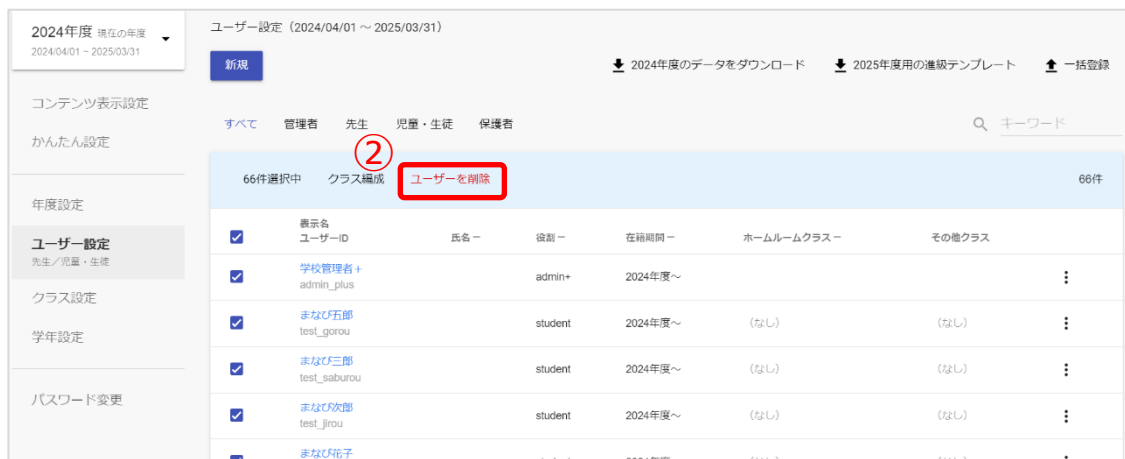 2024年度 現在の年度
2024/04/01 ~ 2025/03/31
コンテンツ表示設定
かんたん設定
年度設定
ユーザー設定
先生／児童・生徒
クラス設定
学年設定
パスワード変更
ユーザー設定（2024/04/01 ～ 2025/03/31）
新規
2024年度のデータをダウンロード
2025年度用の進級テンプレート
一括登録
すべて 管理者 先生 児童・生徒 保護者
キーワード
②
66件選択中 クラス編成 ユーザーを削除 66件
表示名
ユーザーID 氏名 ー 役割 ー 在籍期間 ー ホームルームクラス ー その他クラス
学校管理者＋
admin_plus admin+ 2024年度～
まなび五郎
test_gorou student 2024年度～ （なし） （なし）
まなび三郎
test_saburou student 2024年度～ （なし） （なし）
まなび次郎
test_jirou student 2024年度～ （なし） （なし）
まなび花子